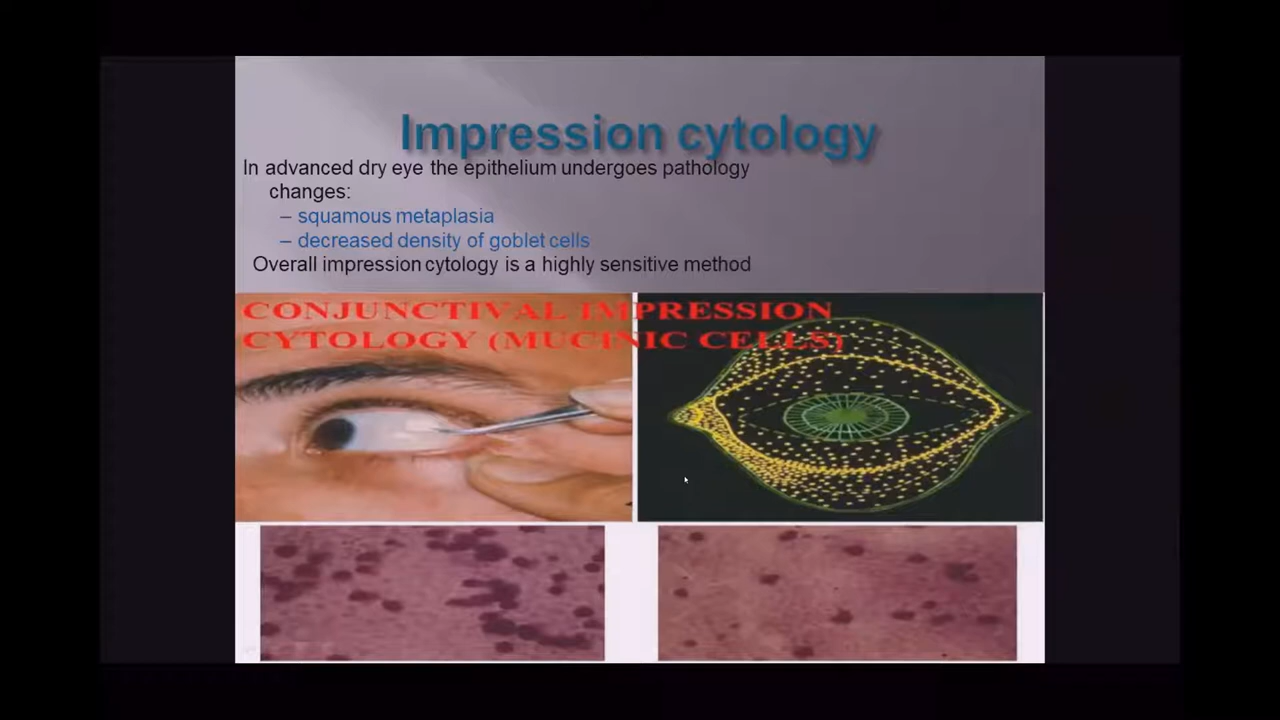 Impression cytology
In advanced dry eye the epithelium undergoes pathology
changes:
– squamous metaplasia
– decreased density of goblet cells
Overall impression cytology is a highly sensitive method
CONJUNCTIVAL IMPRESSION
CYTOLOGY (MUCINIC CELLS)